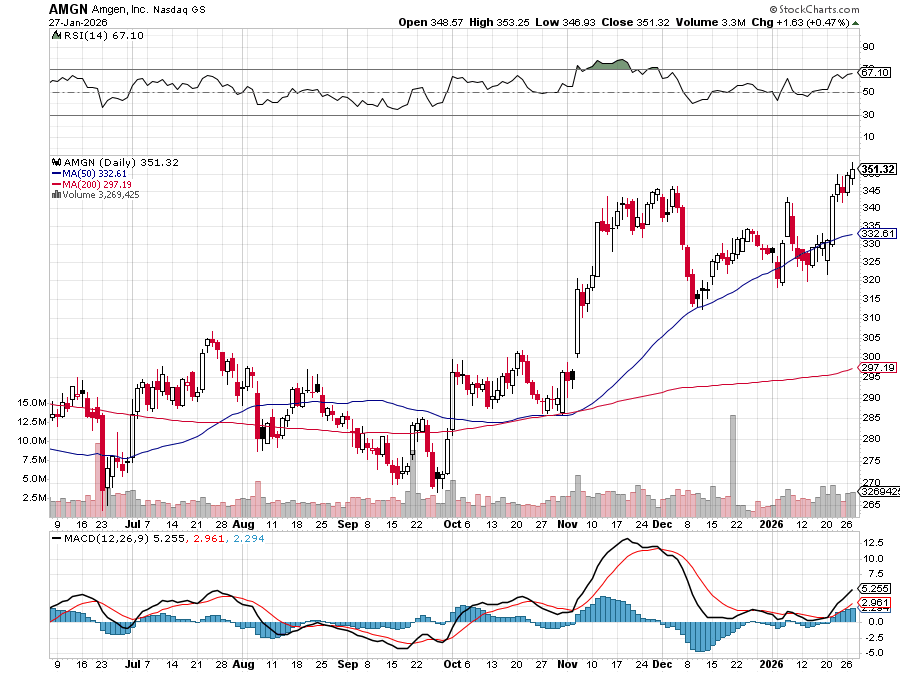 AMGN Amgen, Inc. Nasdaq GS
© StockCharts.com
27-Jan-2026
Open 348.57 High 353.25 Low 346.93 Close 351.32 Volume 3.3M Chg +1.63 (+0.47%)
RSI(14) 67.10
90
70
67.10
50
30
10
AMGN (Daily) 351.32
MA(50) 332.61
MA(200) 297.19
Volume 3,269,425
351.32
350
345
340
335
332.61
330
325
320
315
310
305
300
297.19
295
290
285
280
275
270
3269425
265
15.0M
12.5M
10.0M
7.5M
5.0M
2.5M
9 16 23 Jul 7 14 21 Aug 11 18 25 Sep 8 15 22 Oct 6 13 20 27 Nov 10 17 24 Dec 8 15 22 2026 12 20 26
MACD(12,26,9) 5.255, 2.961, 2.294
12.5
10.0
7.5
5.255
2.961
2.294
0.0
-2.5
-5.0
9 16 23 Jul 7 14 21 Aug 11 18 25 Sep 8 15 22 Oct 6 13 20 27 Nov 10 17 24 Dec 8 15 22 2026 12 20 26